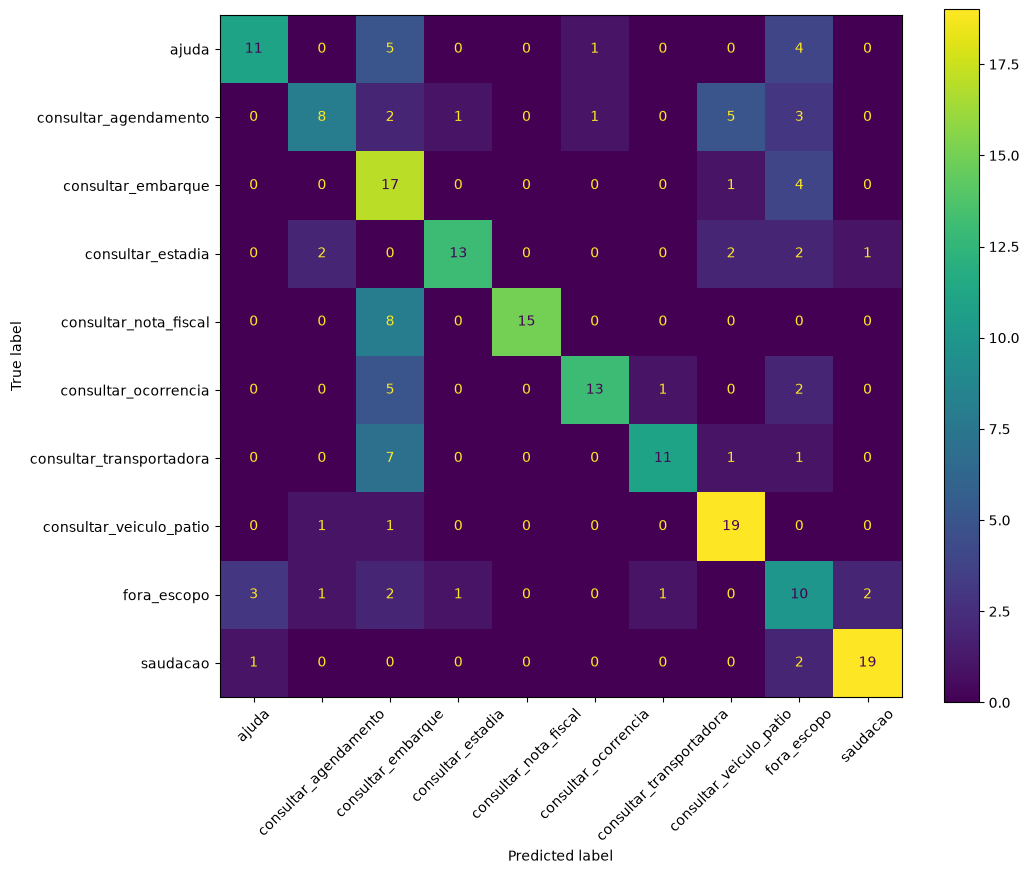 True label
ajuda 11 0 5 0 0 1 0 0 4 0
consultar_agendamento 0 8 2 1 0 1 0 5 3 0
consultar_embarque 0 0 17 0 0 0 0 1 4 0
consultar_estadia 0 2 0 13 0 0 0 2 2 1
consultar_nota_fiscal 0 0 8 0 15 0 0 0 0 0
consultar_ocorrencia 0 0 5 0 0 13 1 0 2 0
consultar_transportadora 0 0 7 0 0 0 11 1 1 0
consultar_veiculo_patio 0 1 1 0 0 0 0 19 0 0
fora_escopo 3 1 2 1 0 0 1 0 10 2
saudacao 1 0 0 0 0 0 0 0 2 19
ajuda
consultar_agendamento
consultar_embarque
consultar_estadia
consultar_nota_fiscal
consultar_ocorrencia
consultar_transportadora
consultar_veiculo_patio
fora_escopo
saudacao
Predicted label
17.5
15.0
12.5
10.0
7.5
5.0
2.5
0.0